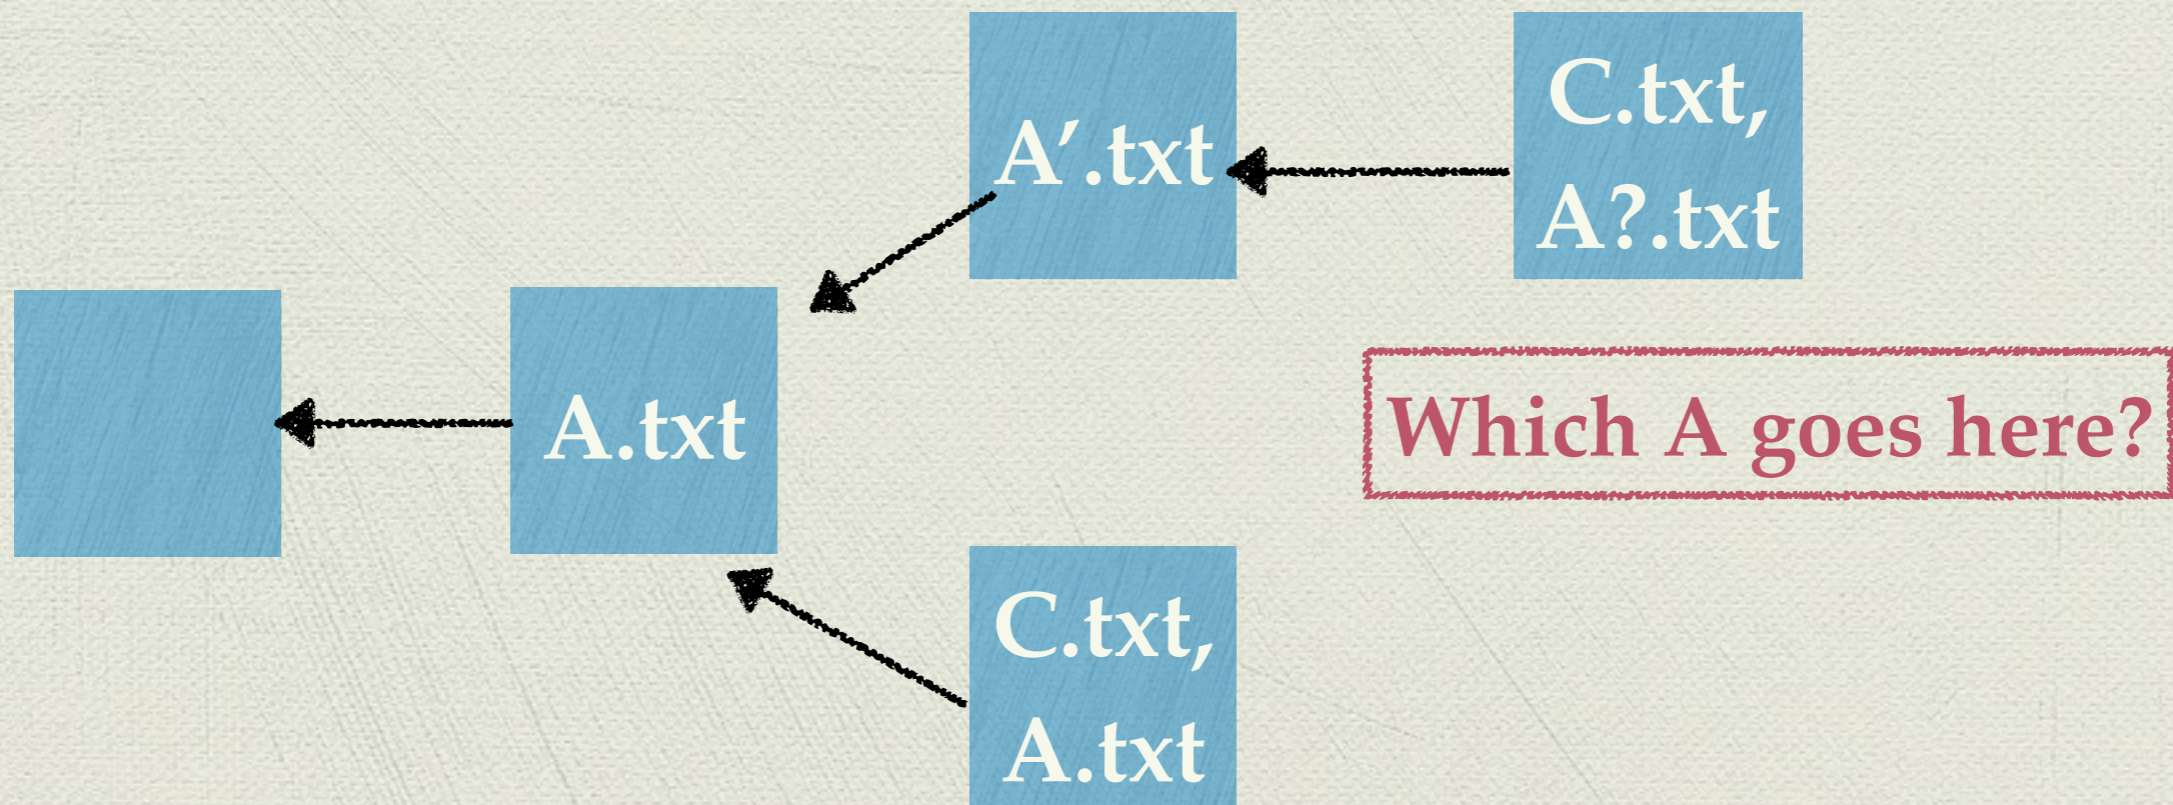 A’.txt
C.txt,
A?.txt
A.txt
Which A goes here?
C.txt,
A.txt